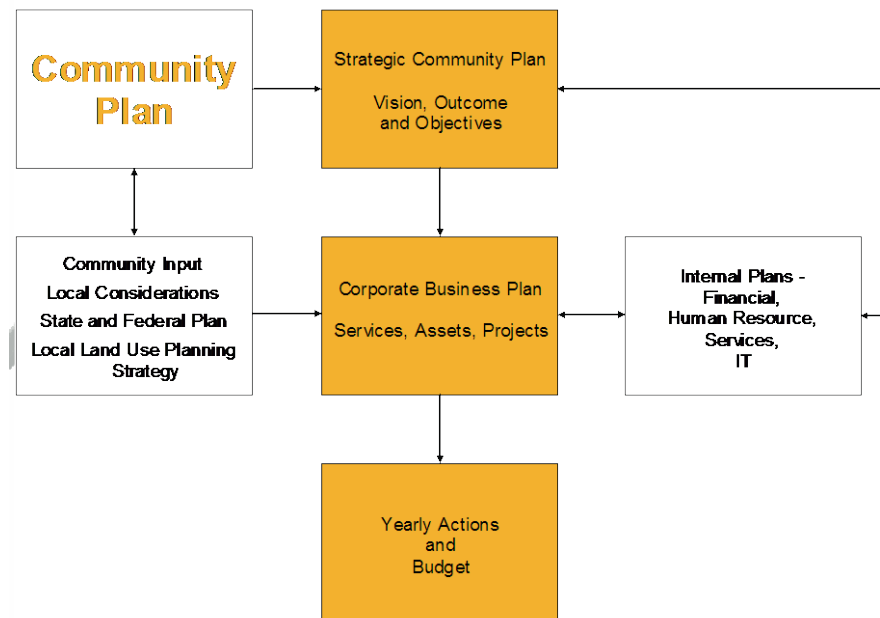 Community
Plan
Strategic Community Plan
Vision, Outcome
and Objectives
Community Input
Local Considerations
State and Federal Plan
Local Land Use Planning
Strategy
Corporate Business Plan
Services, Assets, Projects
Internal Plans -
Financial,
Human Resource,
Services,
IT
Yearly Actions
and
Budget